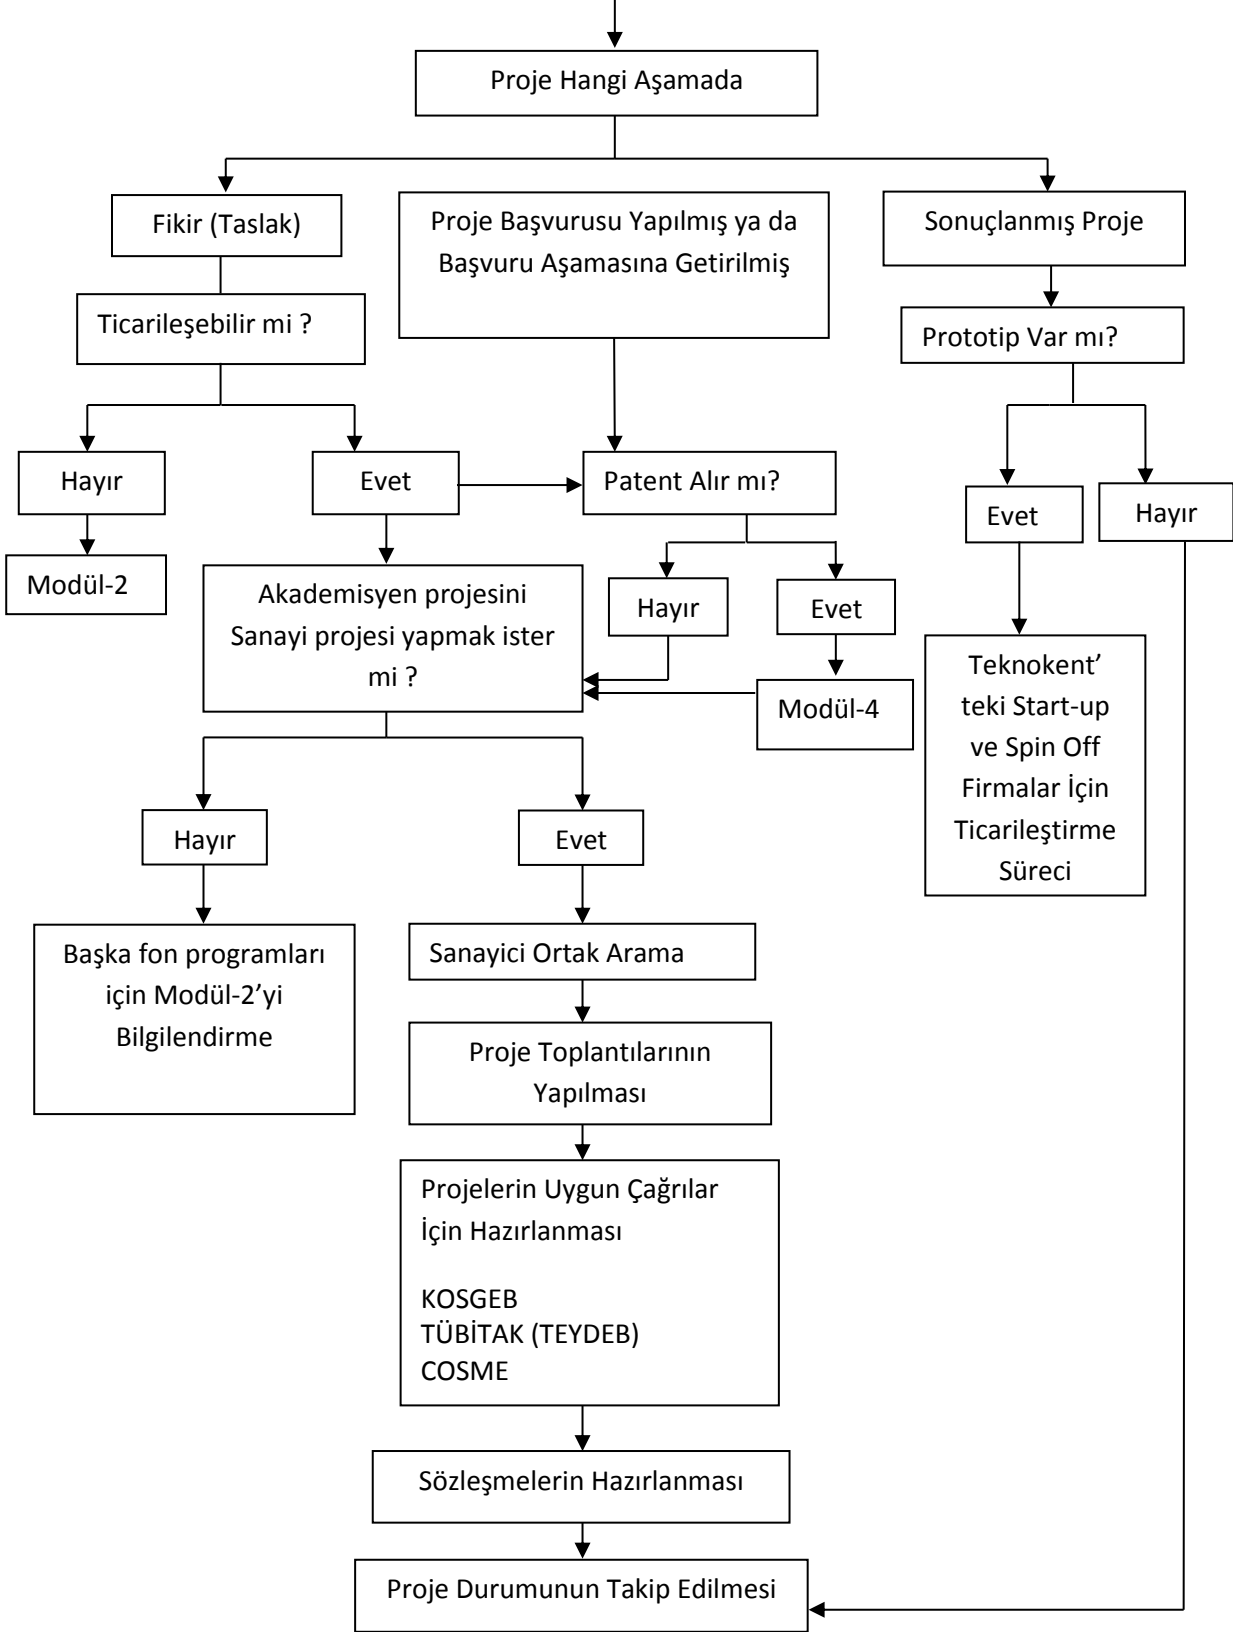 Proje Hangi Aşamada
Fikir (Taslak)
Proje Başvurusu Yapılmış ya da
Başvuru Aşamasına Getirilmiş
Sonuçlanmış Proje
Ticarileşebilir mi ?
Prototip Var mı?
Hayır
Evet
Patent Alır mı?
Evet
Hayır
Modül-2
Akademisyen projesini
Sanayi projesi yapmak ister
mi ?
Hayır
Evet
Modül-4
Teknokent’
teki Start-up
ve Spin Off
Firmalar İçin
Ticarileştirme
Süreci
Hayır
Evet
Başka fon programları
için Modül-2’yi
Bilgilendirme
Sanayici Ortak Arama
Proje Toplantılarının
Yapılması
Projelerin Uygun Çağrılar
İçin Hazırlanması
KOSGEB
TÜBİTAK (TEYDEB)
COSME
Sözleşmelerin Hazırlanması
Proje Durumunun Takip Edilmesi